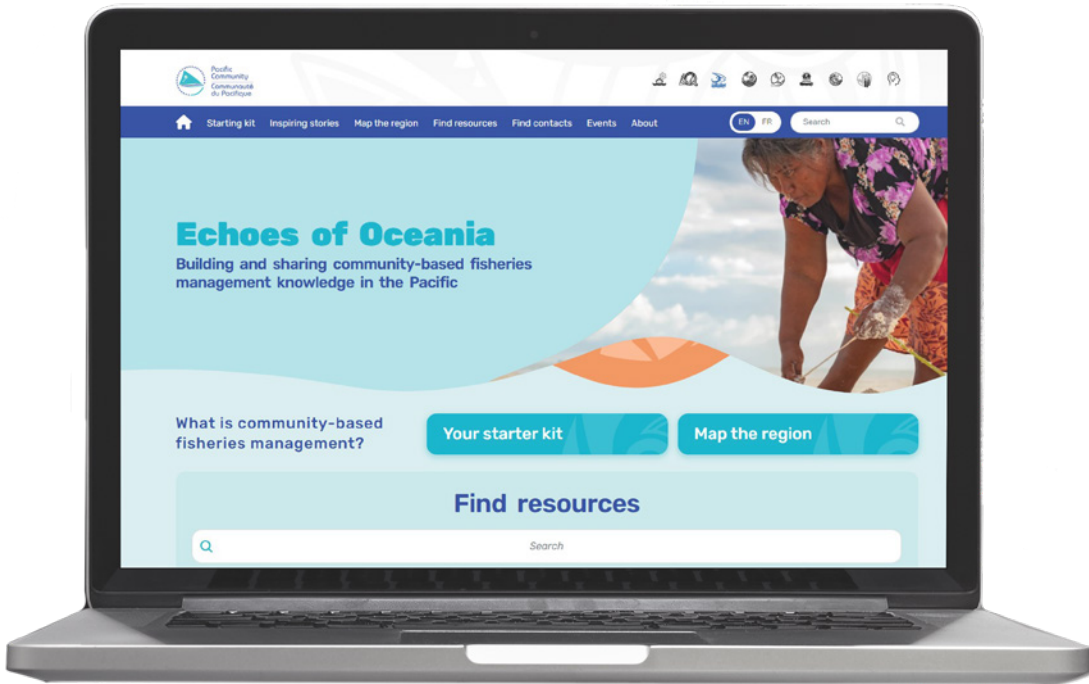 Pacific
Community
Communauté
du Pacifique
Starting kit Inspiring stories Map the region Find resources Find contacts Events About
EN FR Search
Echoes of Oceania
Building and sharing community-based fisheries
management knowledge in the Pacific
What is community-based
fisheries management?
Your starter kit
Map the region
Find resources
Search